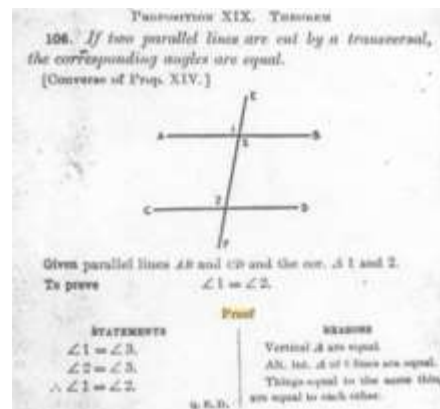 PROPOSITION XIX. THEOREM
106. If two parallel lines are cut by a transversal,
the corresponding angles are equal.
[Converse of Prop. XIV.]
E
A 1 B
3
2
C D
F
Given parallel lines AB and CD and the cor. ∠s 1 and 2.
To prove ∠1 = ∠2.
Proof
STATEMENTS
∠1 = ∠3.
∠2 = ∠3.
∴ ∠1 = ∠2.
Q. E. D.
REASONS
Vertical ∠s are equal.
Alt. int. ∠s of ∥ lines are equal.
Things equal to the same thing
are equal to each other.